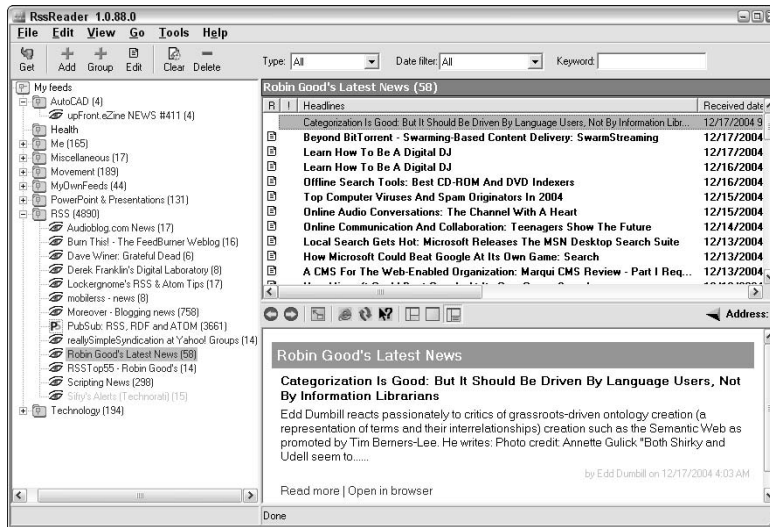 RssReader 1.0.88.0
File Edit View Go Tools Help
Get Add Group Edit Clear Delete Type: All Date filter: All Keyword:
My feeds
AutoCAD (4)
upFront.eZine NEWS #411 (4)
Health
Me (165)
Miscellaneous (17)
Movement (189)
MyOwnFeeds (44)
PowerPoint & Presentations (131)
RSS (4890)
Audioblog.com News (17)
Burn This! - The FeedBurner Weblog (16)
Dave Winer: Grateful Dead (6)
Derek Franklin's Digital Laboratory (8)
Lockergnome's RSS & Atom Tips (17)
mobilerss - news (8)
Moreover - Blogging news (758)
PubSub: RSS, RDF and ATOM (3661)
reallySimpleSyndication at Yahoo! Groups (14)
Robin Good's Latest News (58)
RSSTop55 - Robin Good's (14)
Scripting News (298)
Sifry's Alerts (Technorati) (15)
Technology (194)
Robin Good's Latest News (58)
R ! Headlines Received date
Categorization Is Good: But It Should Be Driven By Language Users, Not By Information Libr... 12/17/2004 9
Beyond BitTorrent - Swarming-Based Content Delivery: SwarmStreaming 12/17/2004
Learn How To Be A Digital DJ 12/17/2004
Learn How To Be A Digital DJ 12/16/2004
Offline Search Tools: Best CD-ROM And DVD Indexers 12/16/2004
Top Computer Viruses And Spam Originators In 2004 12/15/2004
Online Audio Conversations: The Channel With A Heart 12/15/2004
Online Communication And Collaboration: Teenagers Show The Future 12/14/2004
Local Search Gets Hot: Microsoft Releases The MSN Desktop Search Suite 12/13/2004
How Microsoft Could Beat Google At Its Own Game: Search 12/13/2004
A CMS For The Web-Enabled Organization: Marqui CMS Review - Part I Req... 12/13/2004
Address:
Robin Good's Latest News
Categorization Is Good: But It Should Be Driven By Language Users, Not
By Information Librarians
Edd Dumbill reacts passionately to critics of grassroots-driven ontology creation (a
representation of terms and their interrelationships) creation such as the Semantic Web as
promoted by Tim Berners-Lee. He writes: Photo credit: Annette Gulick "Both Shirky and
Udell seem to......
by Edd Dumbill on 12/17/2004 4:03 AM
Read more | Open in browser
Done